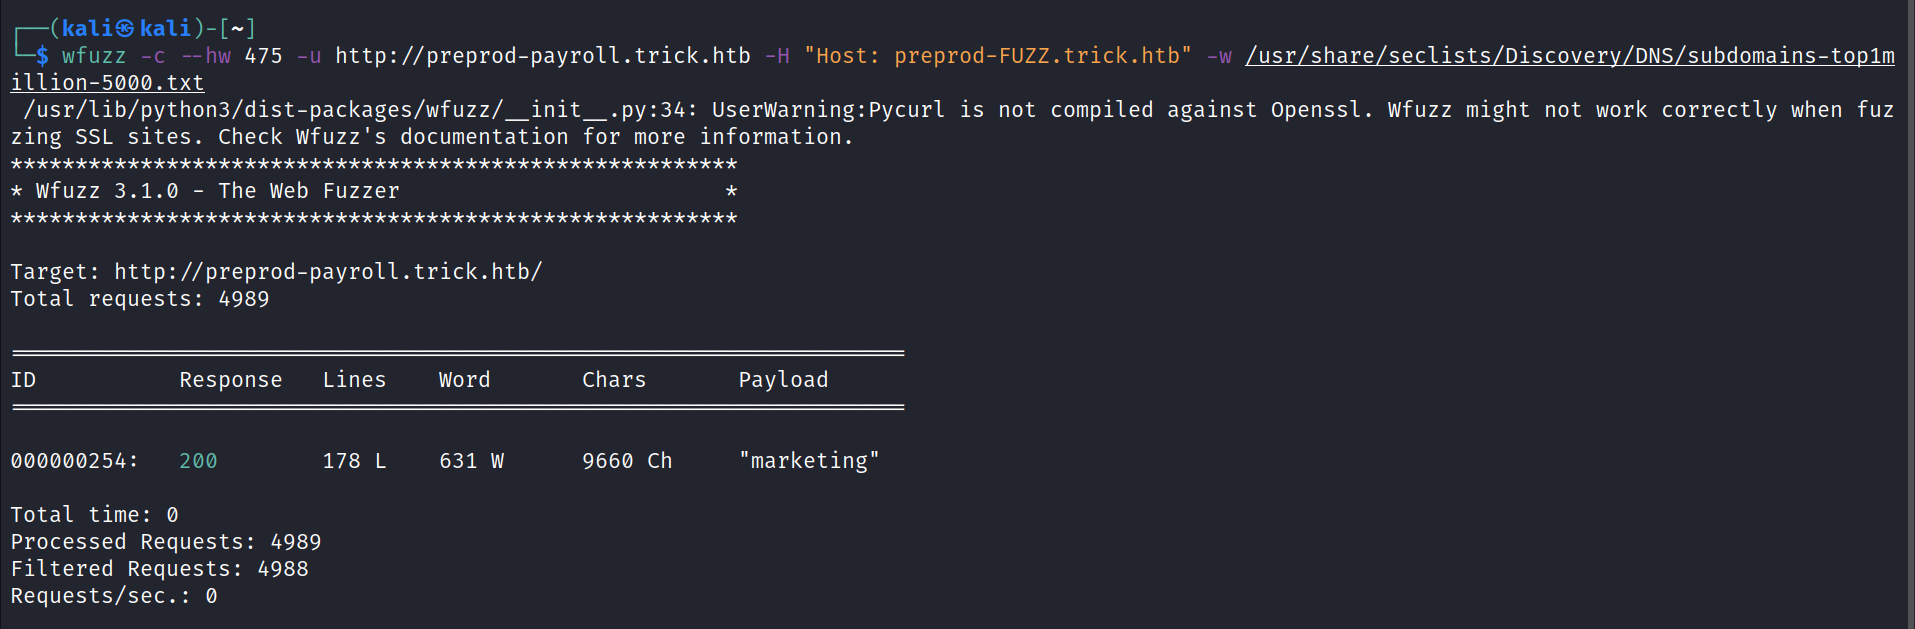 ┌──(kali㉿kali)-[~]
└─$ wfuzz -c --hw 475 -u http://preprod-payroll.trick.htb -H "Host: preprod-FUZZ.trick.htb" -w /usr/share/seclists/Discovery/DNS/subdomains-top1m
illion-5000.txt
 /usr/lib/python3/dist-packages/wfuzz/__init__.py:34: UserWarning:Pycurl is not compiled against Openssl. Wfuzz might not work correctly when fuz
zing SSL sites. Check Wfuzz's documentation for more information.
********************************************************
* Wfuzz 3.1.0 - The Web Fuzzer                         *
********************************************************

Target: http://preprod-payroll.trick.htb/
Total requests: 4989

=====================================================================
ID           Response   Lines    Word       Chars       Payload
=====================================================================

000000254:   200        178 L    631 W      9660 Ch     "marketing"

Total time: 0
Processed Requests: 4989
Filtered Requests: 4988
Requests/sec.: 0